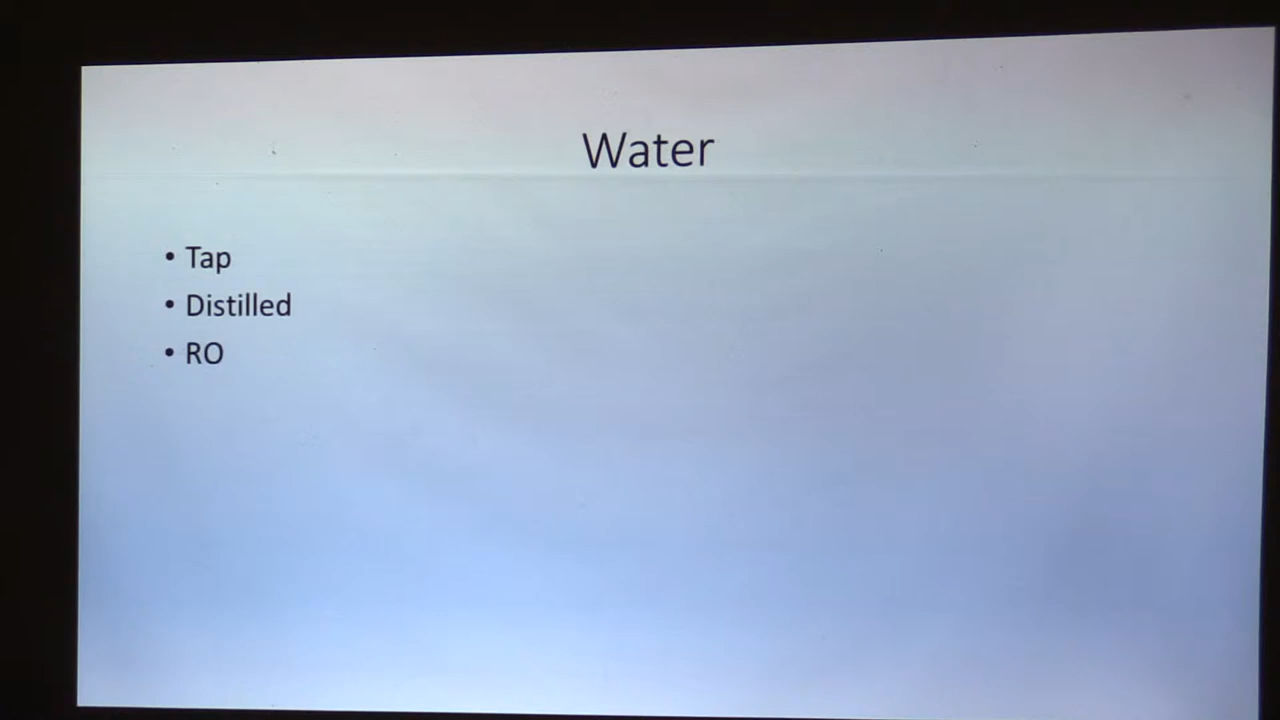 Water
• Tap
• Distilled
• RO